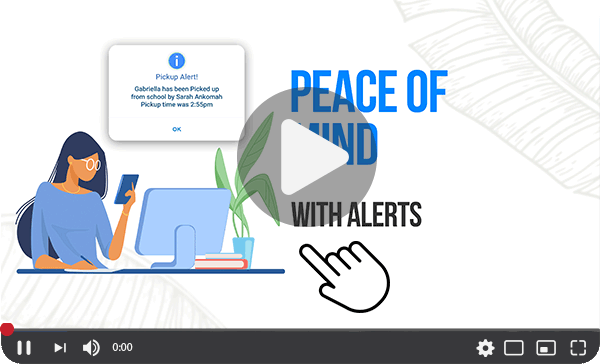 Pickup Alert!
Gabriella has been Picked up
from school by Sarah Ankomah
Pickup time was 2:55pm
OK
PEACE OF
MIND
WITH ALERTS
0:00